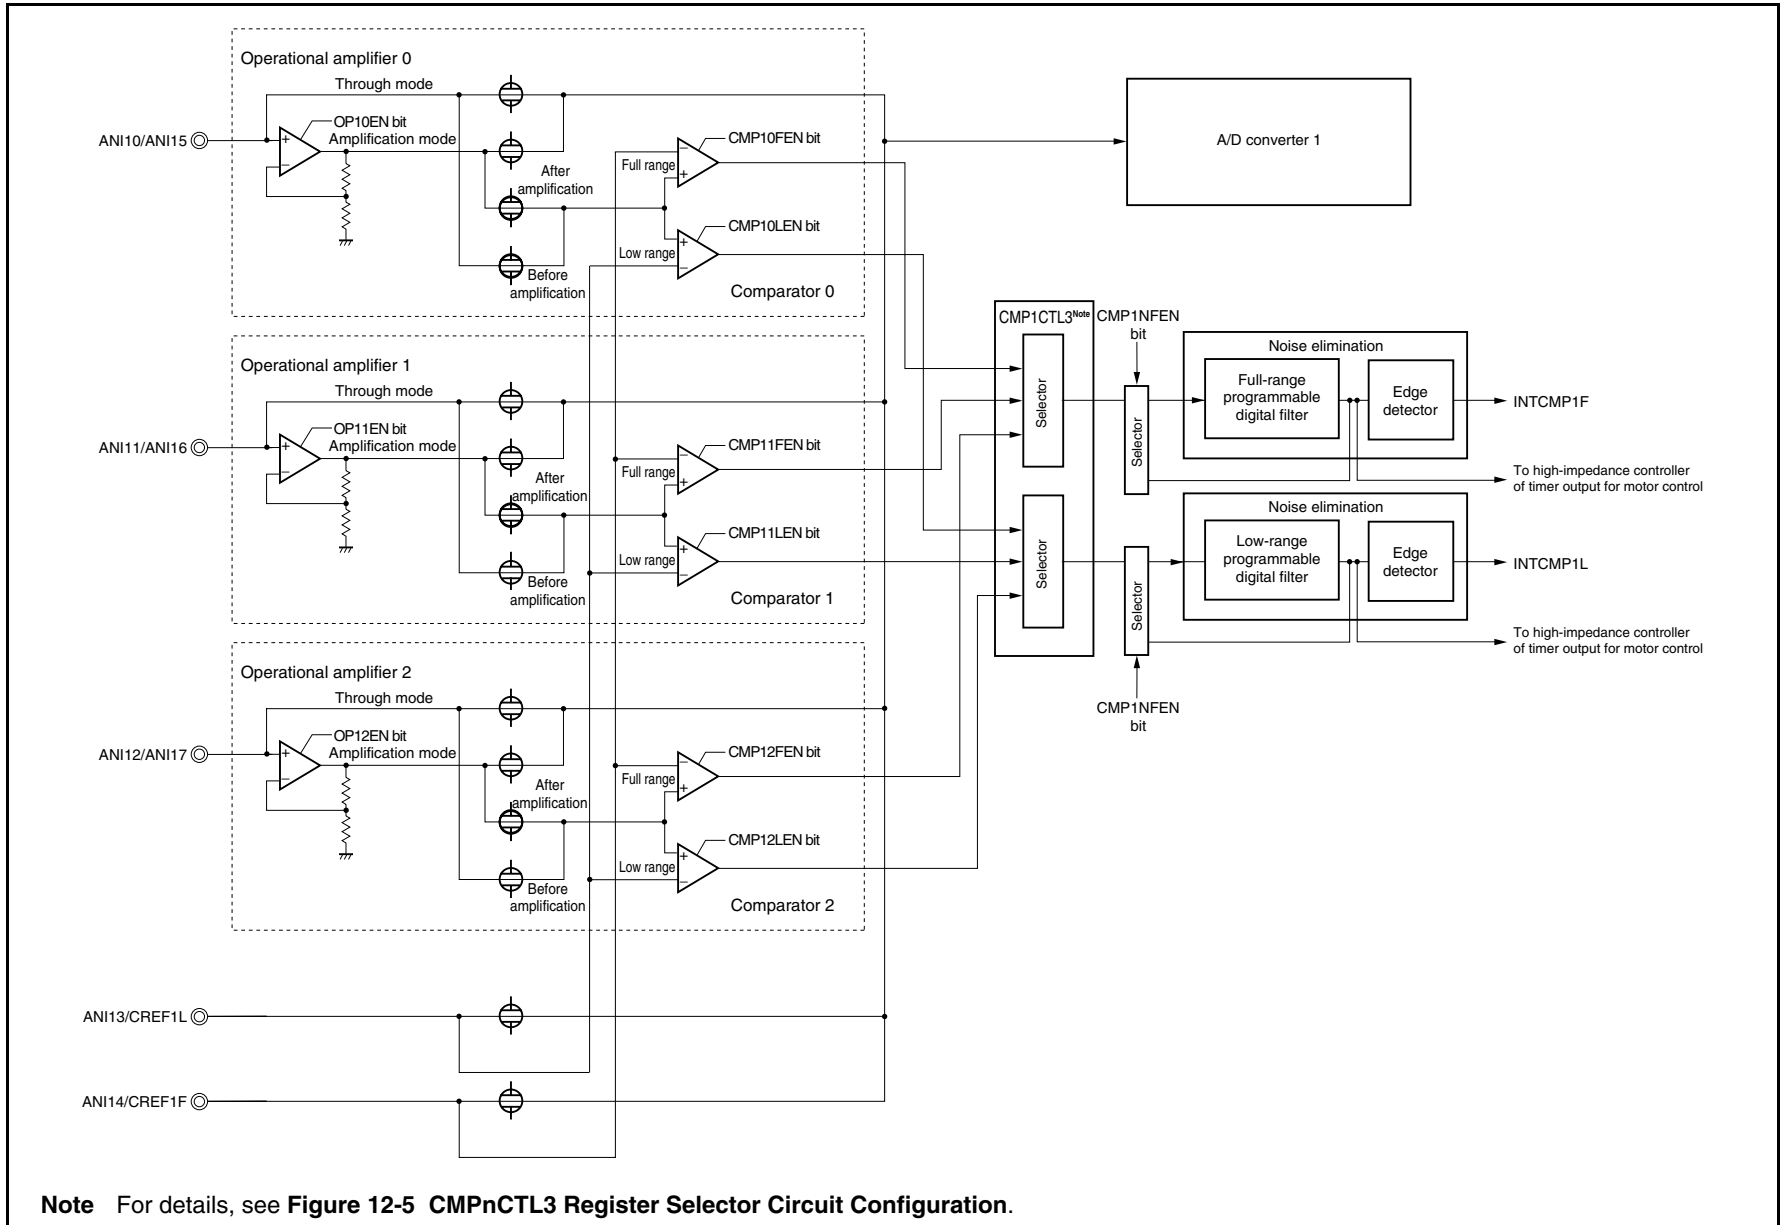 Operational amplifier 0
Through mode
ANI10/ANI15
OP10EN bit
Amplification mode
After
amplification
Before
amplification
Full range
CMP10FEN bit
Low range
CMP10LEN bit
Comparator 0
A/D converter 1
Operational amplifier 1
Through mode
ANI11/ANI16
OP11EN bit
Amplification mode
After
amplification
Before
amplification
Full range
CMP11FEN bit
Low range
CMP11LEN bit
Comparator 1
CMP1CTL3Note
Selector
Selector
CMP1NFEN
bit
Selector
Noise elimination
Full-range
programmable
digital filter
Edge
detector
INTCMP1F
To high-impedance controller
of timer output for motor control
Noise elimination
Low-range
programmable
digital filter
Edge
detector
INTCMP1L
To high-impedance controller
of timer output for motor control
Selector
CMP1NFEN
bit
Operational amplifier 2
Through mode
ANI12/ANI17
OP12EN bit
Amplification mode
After
amplification
Before
amplification
Full range
CMP12FEN bit
Low range
CMP12LEN bit
Comparator 2
ANI13/CREF1L
ANI14/CREF1F
Note For details, see Figure 12-5 CMPnCTL3 Register Selector Circuit Configuration.